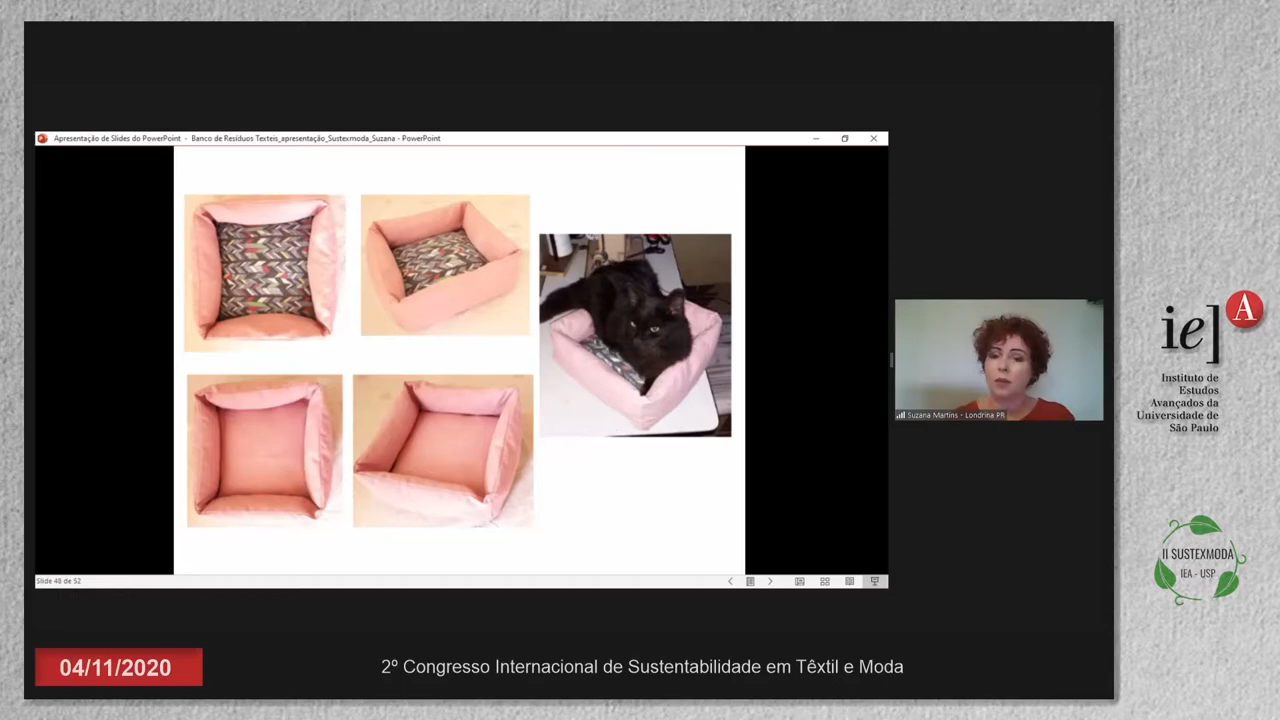 Apresentação de Slides do PowerPoint - Banco de Resíduos Texteis_apresentação_Sustexmoda_Suzana - PowerPoint
Suzana Martins - Londrina PR
Slide 48 de 52
iea
A
Instituto de
Estudos
Avançados da
Universidade de
São Paulo
II SUSTEXMODA
IEA - USP
04/11/2020
2º Congresso Internacional de Sustentabilidade em Têxtil e Moda